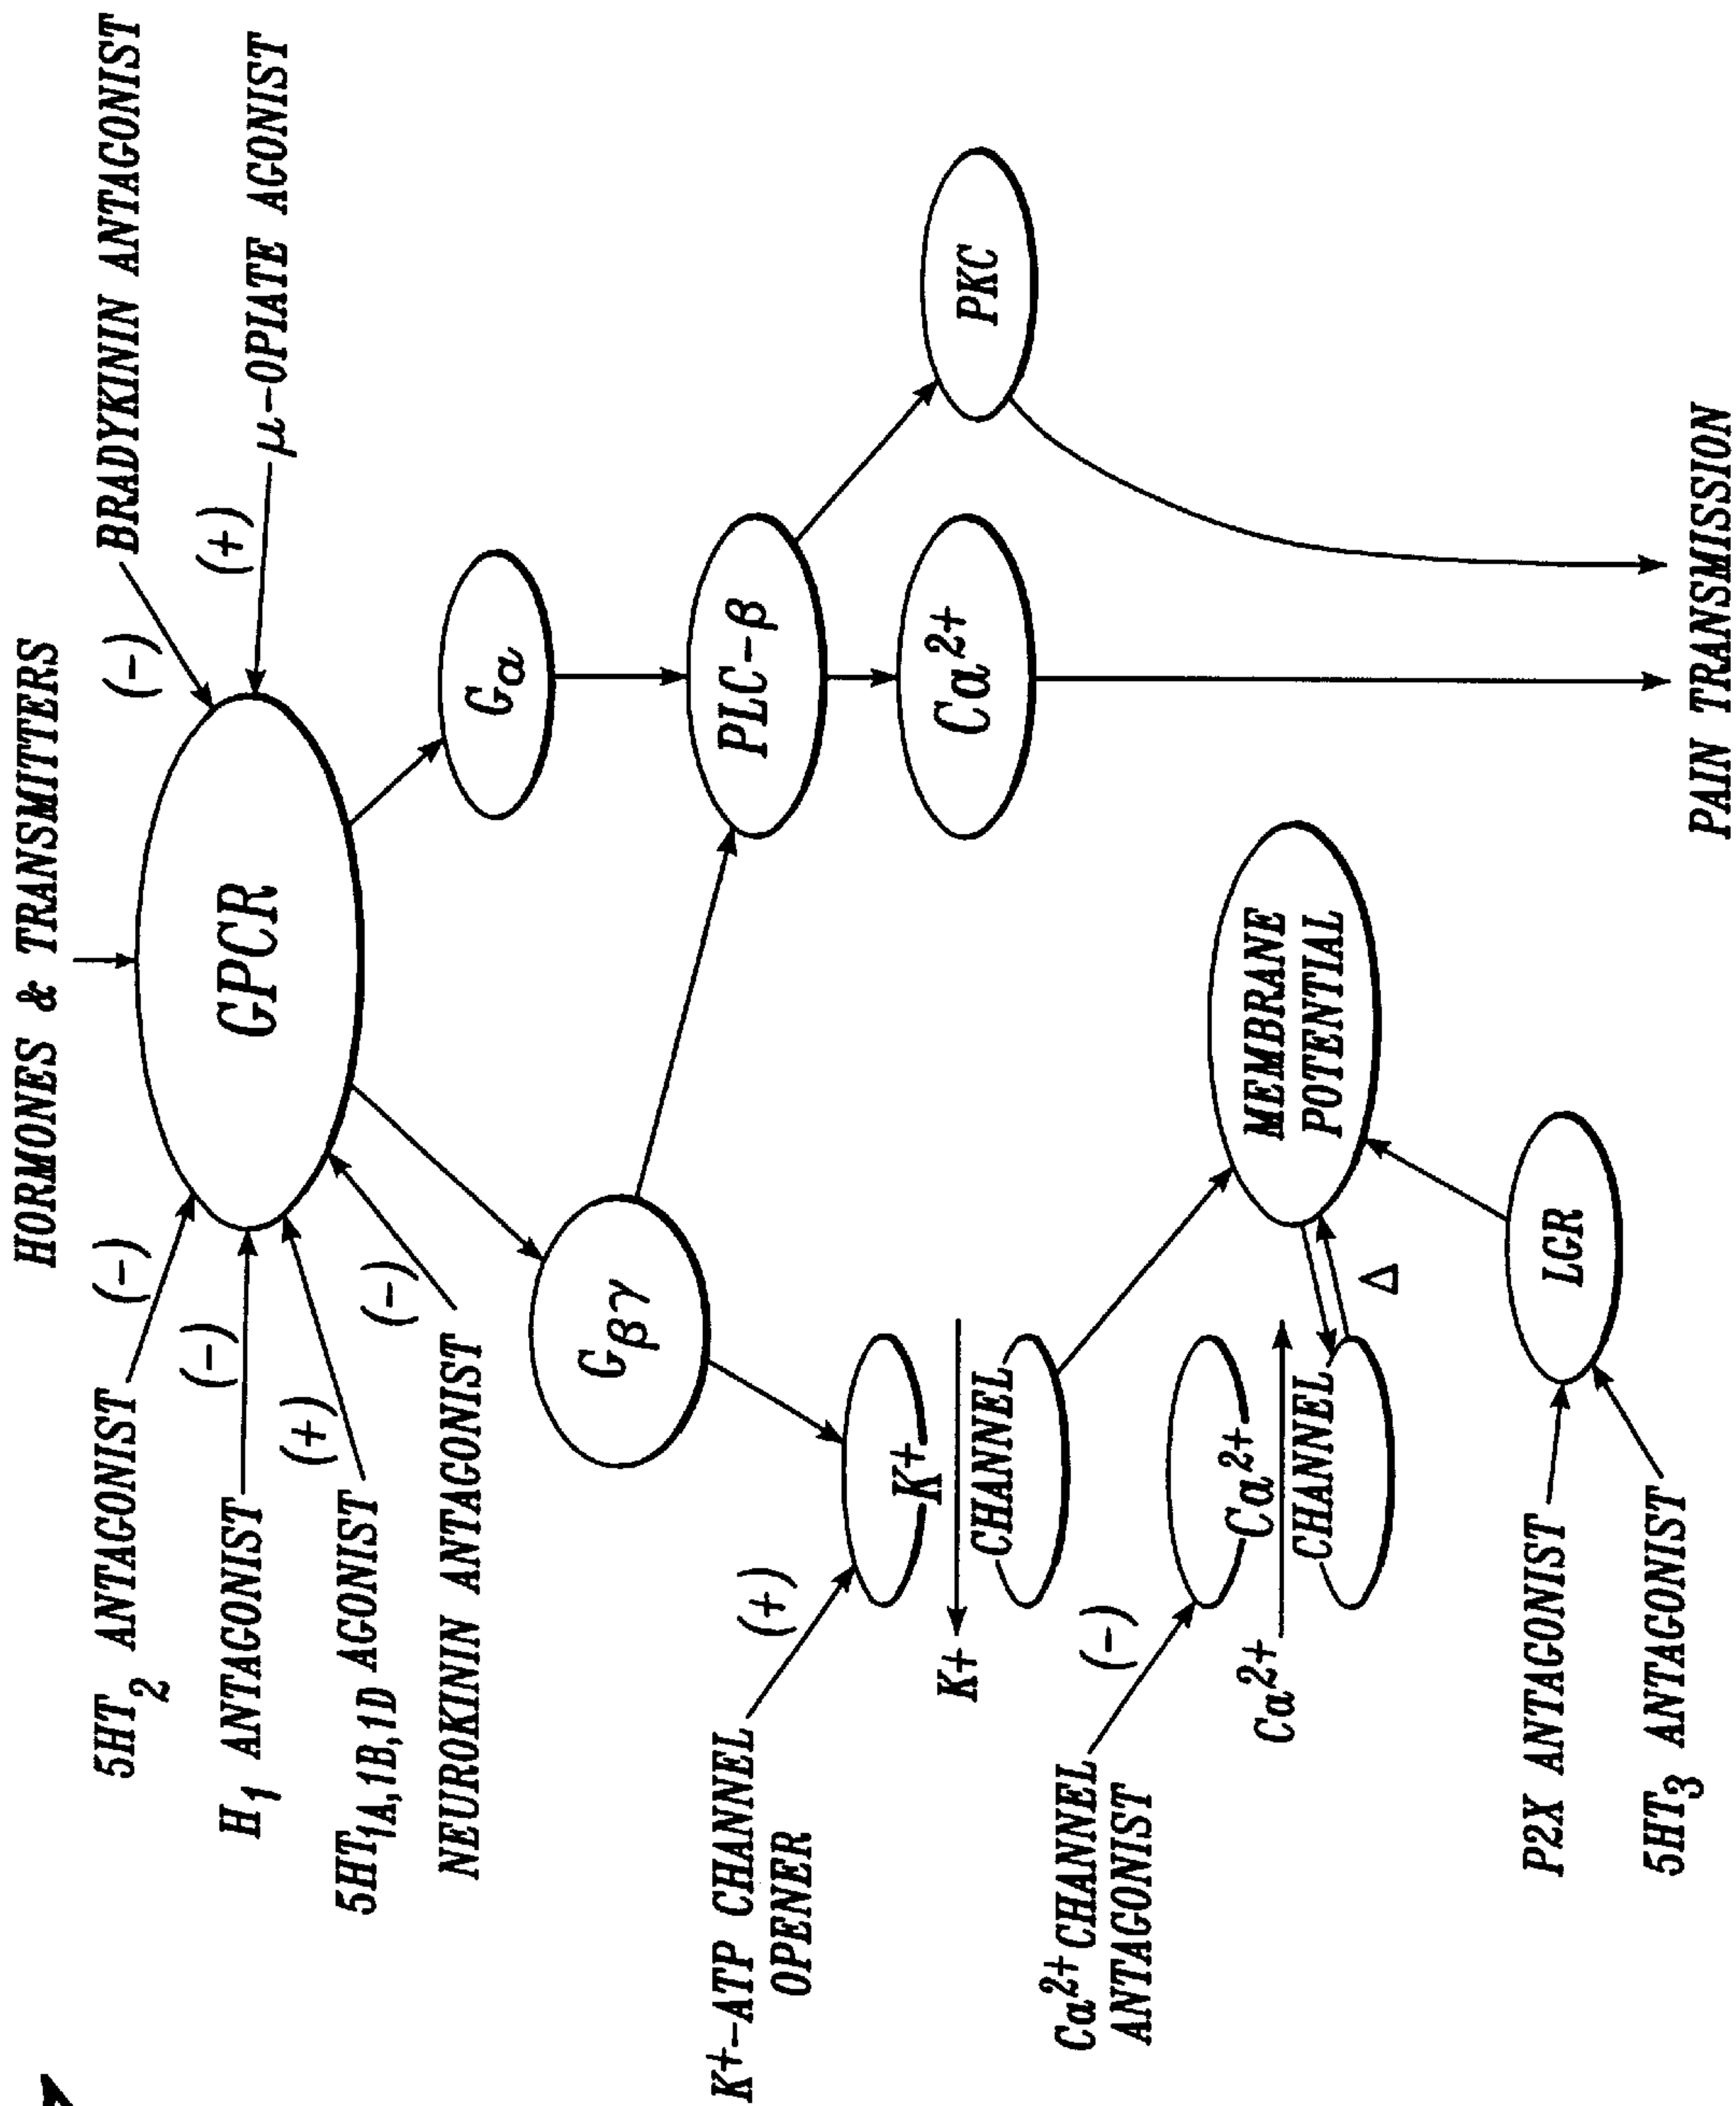 HORMONES & TRANSMITTERS
5HT2 ANTAGONIST
(-)
H1 ANTAGONIST
(-)
5HT1A,1B,1D AGONIST
(+)
NEUROKININ ANTAGONIST
(-)
GPCR
(-)
BRADYKININ ANTAGONIST
(+)
μ-OPIATE AGONIST
Gβγ
Gα
PLC-β
PKC
Ca2+
K+-ATP CHANNEL
OPENER
(+)
K+
CHANNEL
K+
Ca2+ CHANNEL
ANTAGONIST
(-)
Ca2+
CHANNEL
Ca2+
MEMBRANE
POTENTIAL
Δ
LGR
P2X ANTAGONIST
5HT3 ANTAGONIST
PAIN TRANSMISSION